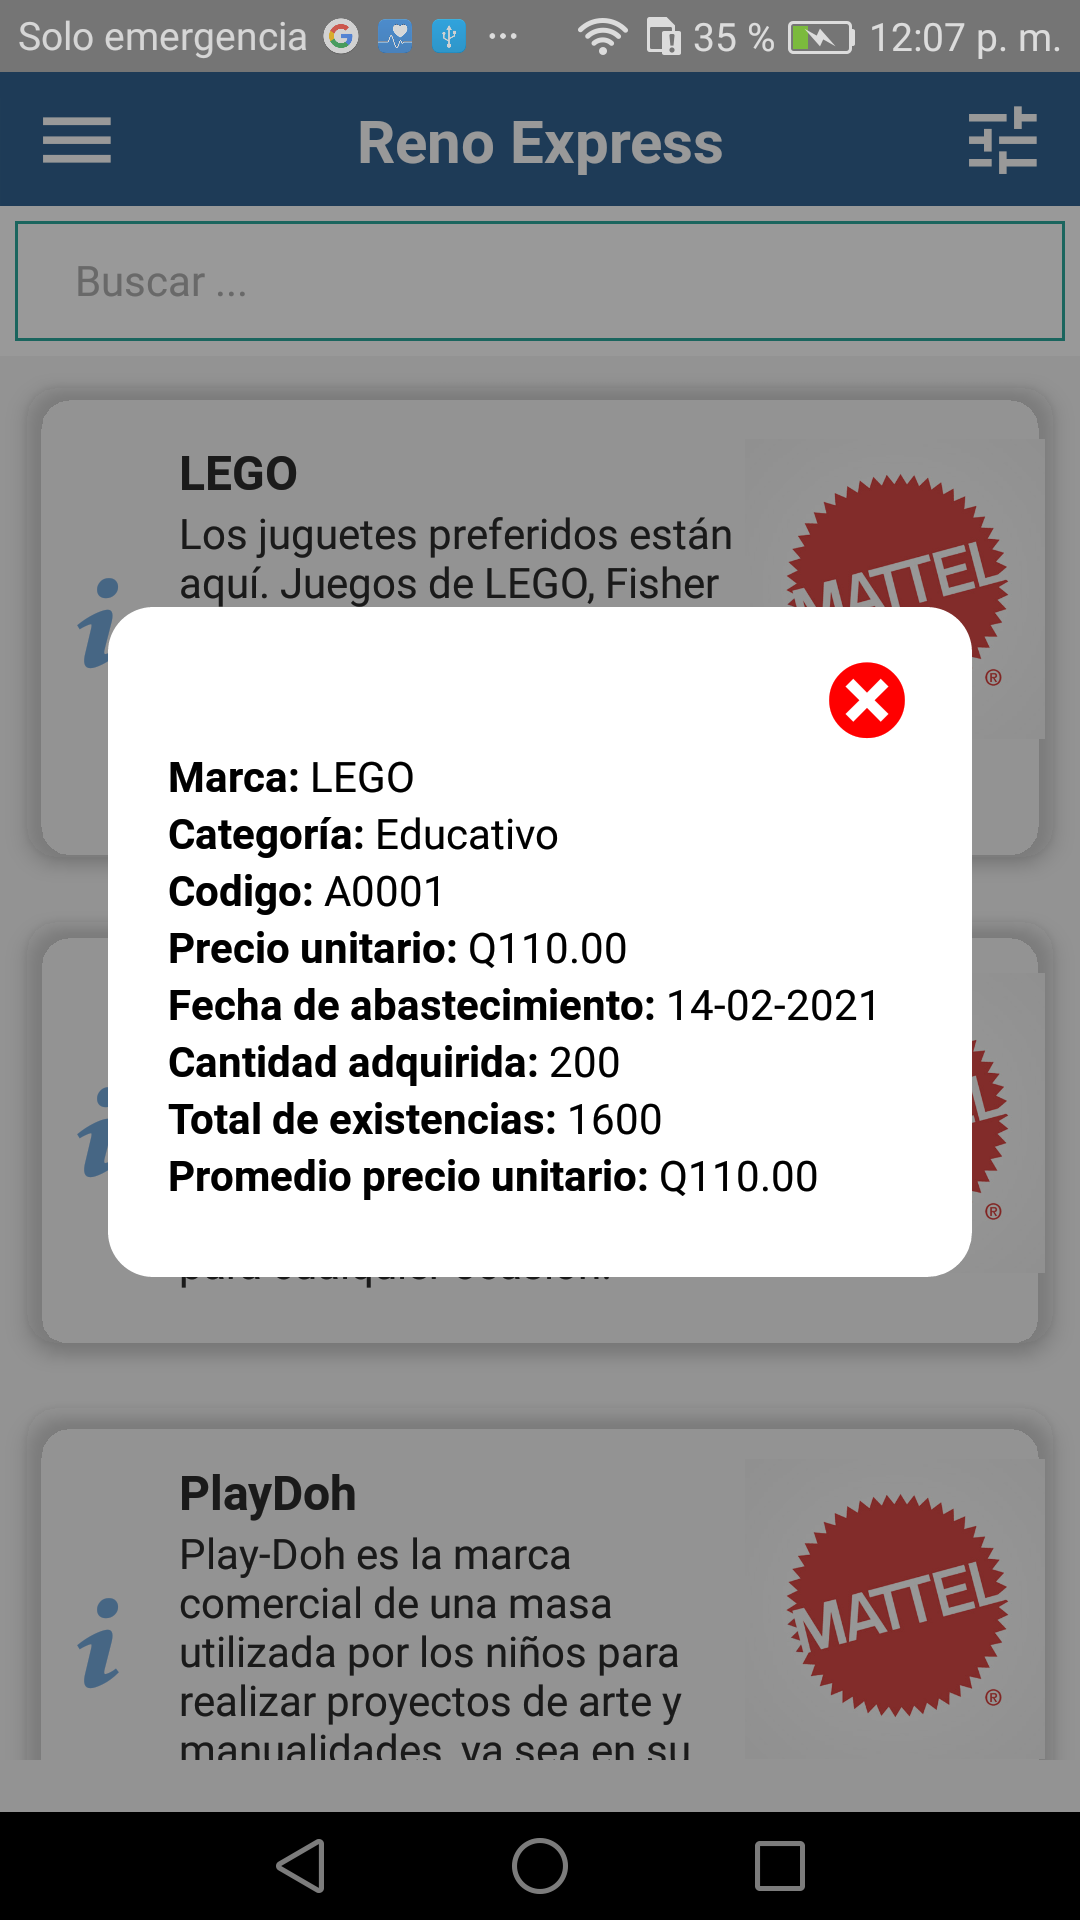 Solo emergencia ... 35 % 12:07 p. m.
Reno Express
Buscar ...
LEGO
Los juguetes preferidos están
aquí. Juegos de LEGO, Fisher
MATTEL
®
Marca: LEGO
Categoría: Educativo
Codigo: A0001
Precio unitario: Q110.00
Fecha de abastecimiento: 14-02-2021
Cantidad adquirida: 200
Total de existencias: 1600
Promedio precio unitario: Q110.00
®
PlayDoh
Play-Doh es la marca
comercial de una masa
utilizada por los niños para
realizar proyectos de arte y
manualidades, ya sea en su
MATTEL
®